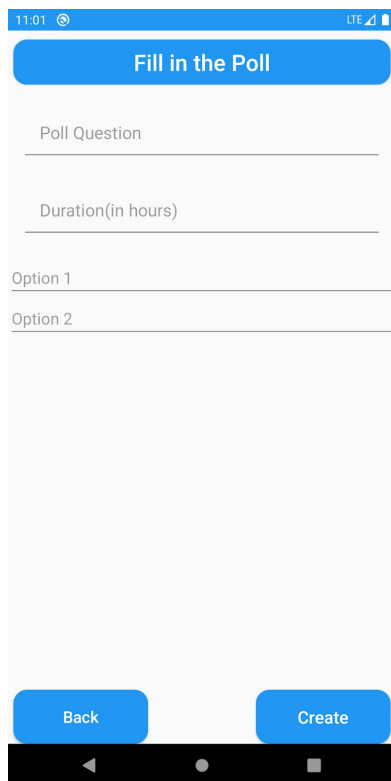 11:01 LTE
Fill in the Poll
Poll Question
Duration(in hours)
Option 1
Option 2
Back Create